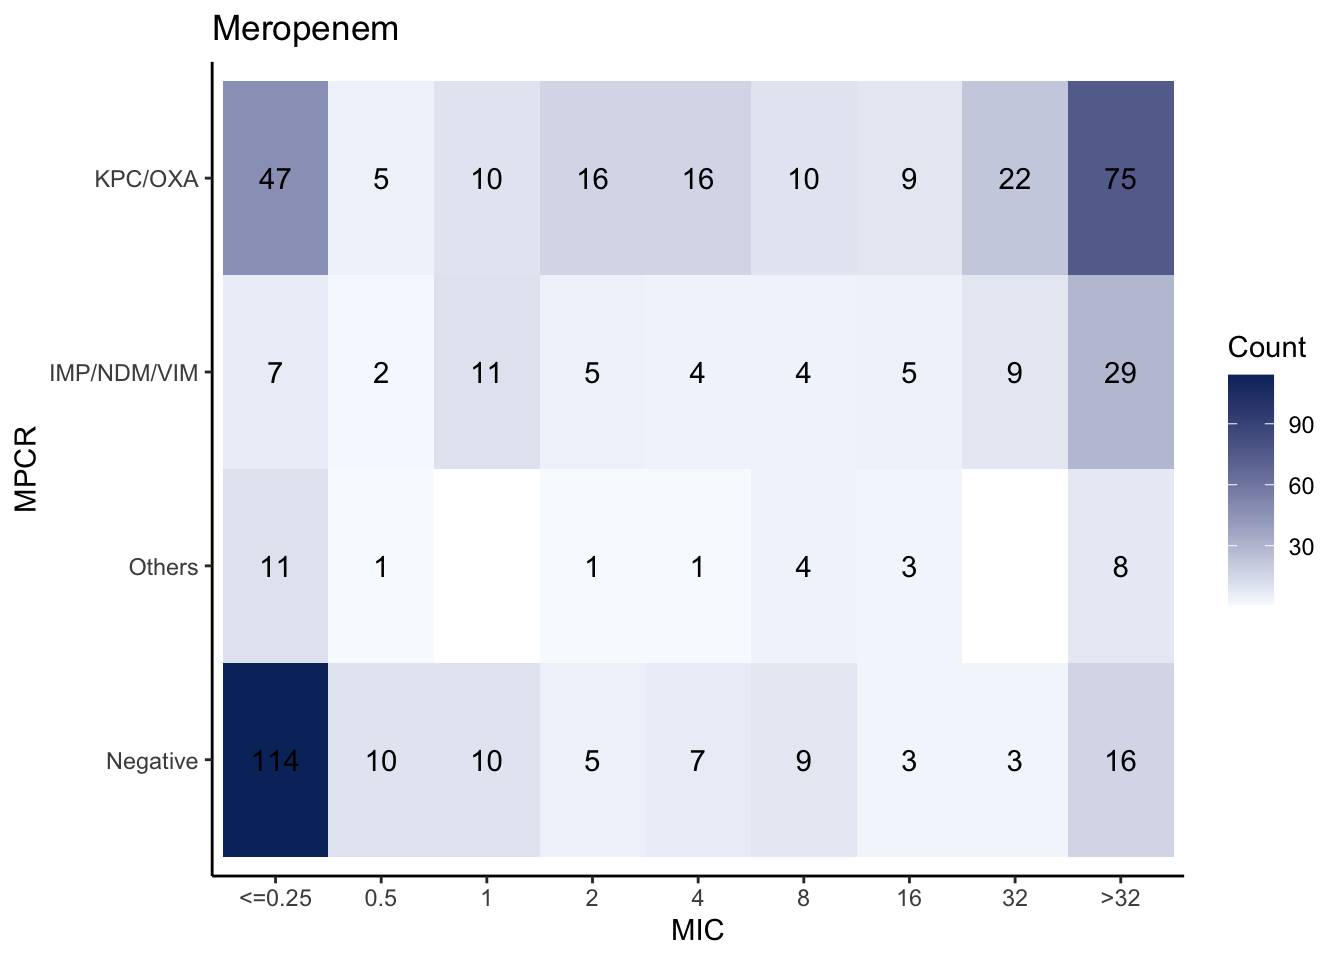 Meropenem
KPC/OXA 47 5 10 16 16 10 9 22 75
IMP/NDM/VIM 7 2 11 5 4 4 5 9 29
Others 11 1 1 1 4 3 8
Negative 114 10 10 5 7 9 3 3 16
<=0.25 0.5 1 2 4 8 16 32 >32
MIC
MPCR
Count
90
60
30